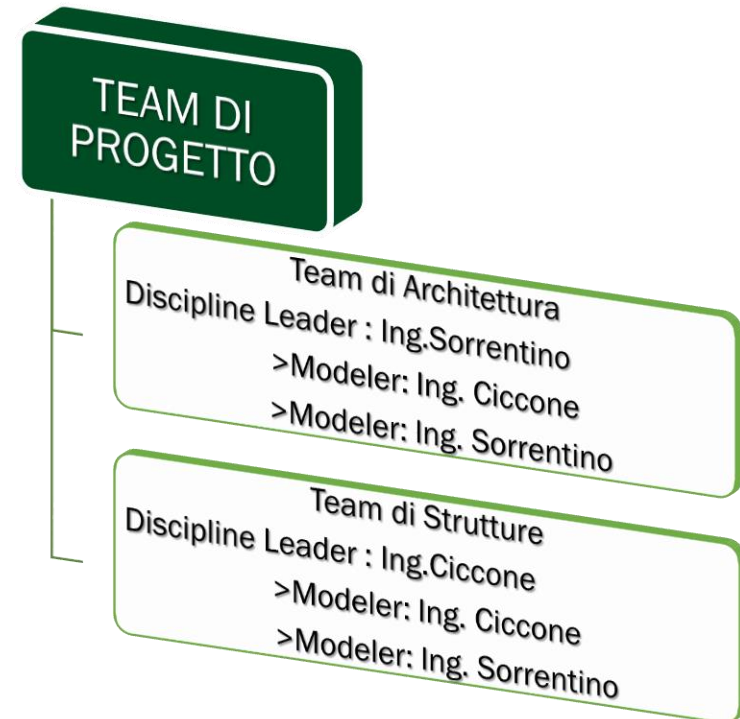 TEAM DI
PROGETTO
Team di Architettura
Discipline Leader : Ing.Sorrentino
>Modeler: Ing. Ciccone
>Modeler: Ing. Sorrentino
Team di Strutture
Discipline Leader : Ing.Ciccone
>Modeler: Ing. Ciccone
>Modeler: Ing. Sorrentino